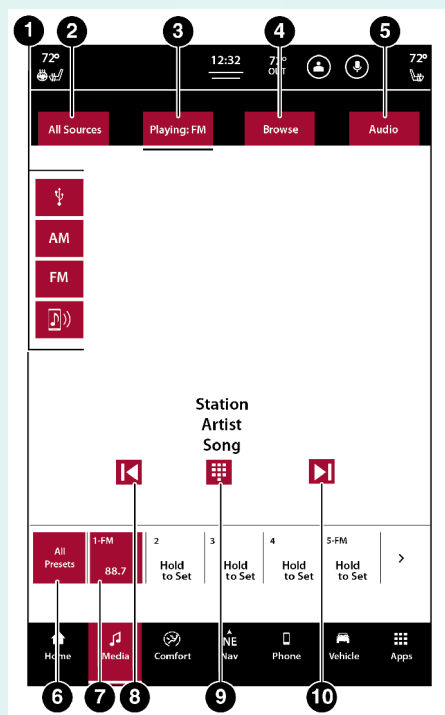 1 2 3 4 5
72° 12:32 72° OUT 72°
All Sources Playing: FM Browse Audio
AM
FM
Station
Artist
Song
All Presets
1-FM 88.7
2 Hold to Set
3 Hold to Set
4 Hold to Set
5-FM Hold to Set
>
Home Media Comfort NE Nav Phone Vehicle Apps
6 7 8 9 10